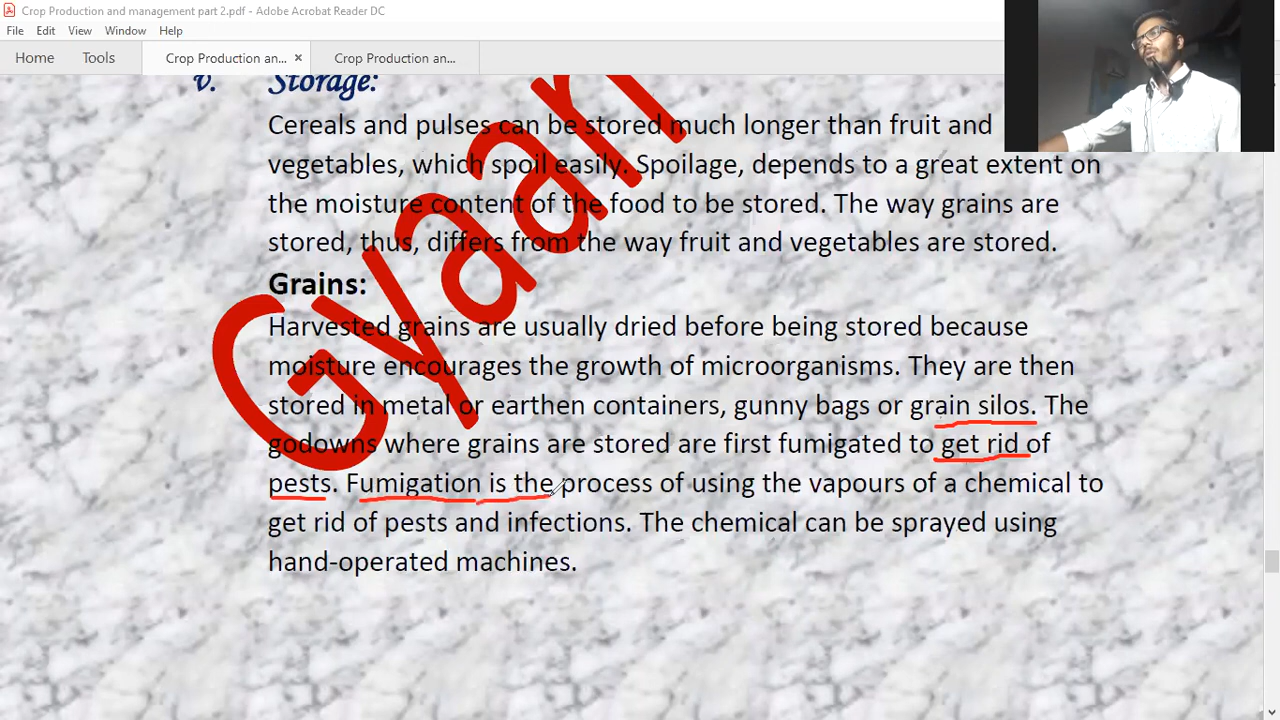 Crop Production and management part 2.pdf - Adobe Acrobat Reader DC
File Edit View Window Help
Home Tools Crop Production an... × Crop Production an...
v. Storage:
Cereals and pulses can be stored much longer than fruit and
vegetables, which spoil easily. Spoilage, depends to a great extent on
the moisture content of the food to be stored. The way grains are
stored, thus, differs from the way fruit and vegetables are stored.
Grains:
Harvested grains are usually dried before being stored because
moisture encourages the growth of microorganisms. They are then
stored in metal or earthen containers, gunny bags or grain silos. The
godowns where grains are stored are first fumigated to get rid of
pests. Fumigation is the process of using the vapours of a chemical to
get rid of pests and infections. The chemical can be sprayed using
hand-operated machines.
Gyaan